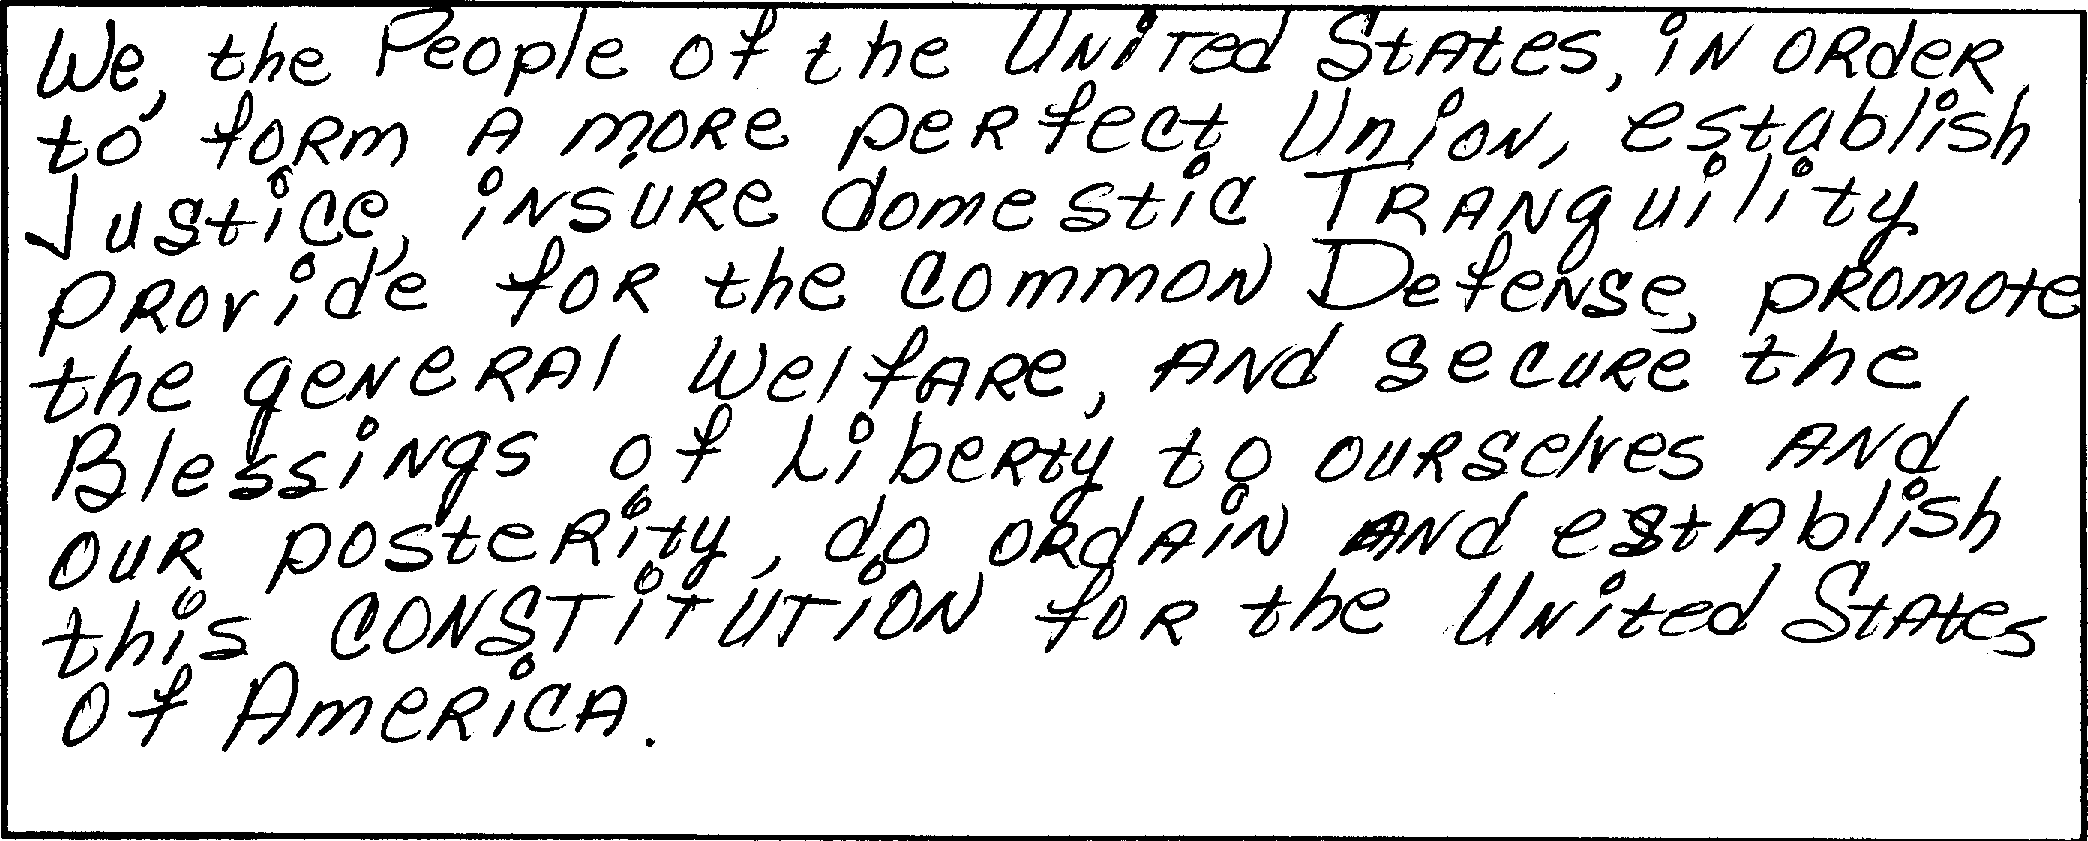 We, the People of the United States, in order
to form a more perfect Union, establish
Justice, insure domestic Tranquility
provide for the common Defense, promote
the general welfare, and secure the
Blessings of Liberty to ourselves and
our posterity, do ordain and establish
this CONSTITUTION for the United States
of America.